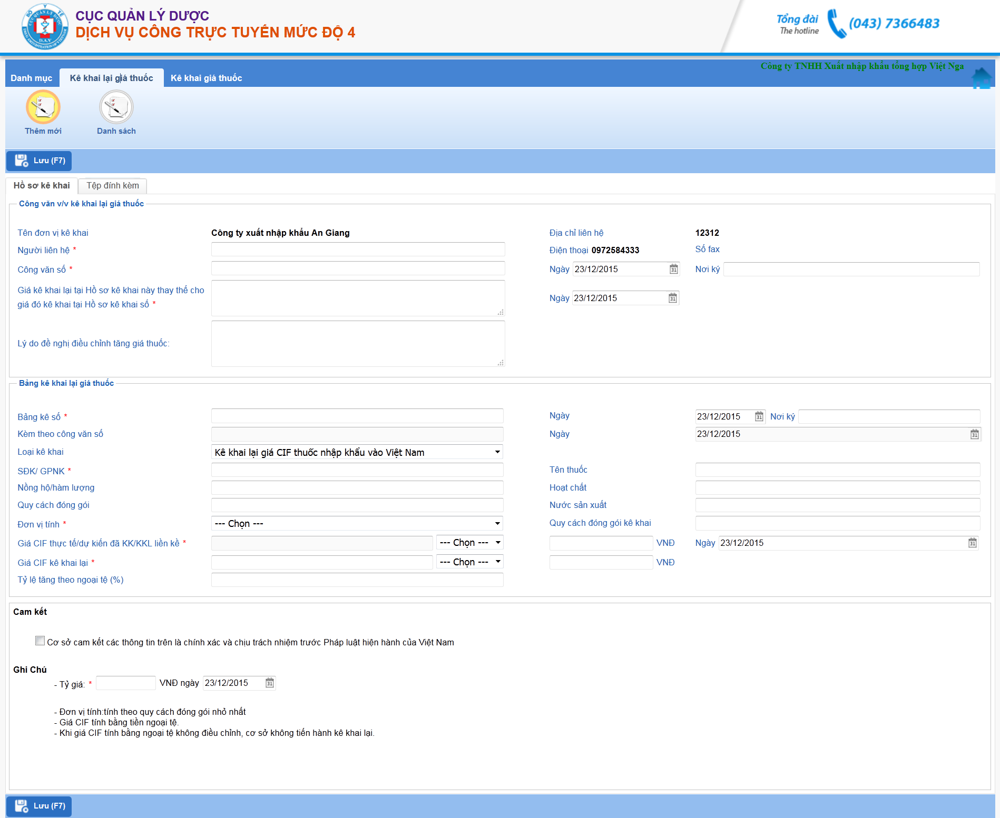 CỤC QUẢN LÝ DƯỢC
DỊCH VỤ CÔNG TRỰC TUYẾN MỨC ĐỘ 4
Tổng đài
The hotline
(043) 7366483
Công ty TNHH Xuất nhập khẩu tổng hợp Việt Nga
Danh mục
Kê khai lại giá thuốc
Kê khai giá thuốc
Thêm mới
Danh sách
Lưu (F7)
Hồ sơ kê khai
Tệp đính kèm
Công văn v/v kê khai lại giá thuốc
Tên đơn vị kê khai Công ty xuất nhập khẩu An Giang Địa chỉ liên hệ 12312
Người liên hệ * Điện thoại 0972584333 Số fax
Công văn số * Ngày 23/12/2015 Nơi ký
Giá kê khai lại tại Hồ sơ kê khai này thay thế cho
giá đó kê khai tại Hồ sơ kê khai số * Ngày 23/12/2015
Lý do đề nghị điều chỉnh tăng giá thuốc:
Bảng kê khai lại giá thuốc
Bảng kê số * Ngày 23/12/2015 Nơi ký
Kèm theo công văn số Ngày 23/12/2015
Loại kê khai Kê khai lại giá CIF thuốc nhập khẩu vào Việt Nam
SĐK/ GPNK * Tên thuốc
Nồng hộ/hàm lượng Hoạt chất
Quy cách đóng gói Nước sản xuất
Đơn vị tính * --- Chọn --- Quy cách đóng gói kê khai
Giá CIF thực tế/dự kiến đã KK/KKL liền kề * --- Chọn --- VNĐ Ngày 23/12/2015
Giá CIF kê khai lại * --- Chọn --- VNĐ
Tỷ lệ tăng theo ngoại tệ (%)
Cam kết
Cơ sở cam kết các thông tin trên là chính xác và chịu trách nhiệm trước Pháp luật hiện hành của Việt Nam
Ghi Chú
- Tỷ giá: * VNĐ ngày 23/12/2015
- Đơn vị tính:tính theo quy cách đóng gói nhỏ nhất
- Giá CIF tính bằng tiền ngoại tệ.
- Khi giá CIF tính bằng ngoại tệ không điều chỉnh, cơ sở không tiến hành kê khai lại.
Lưu (F7)